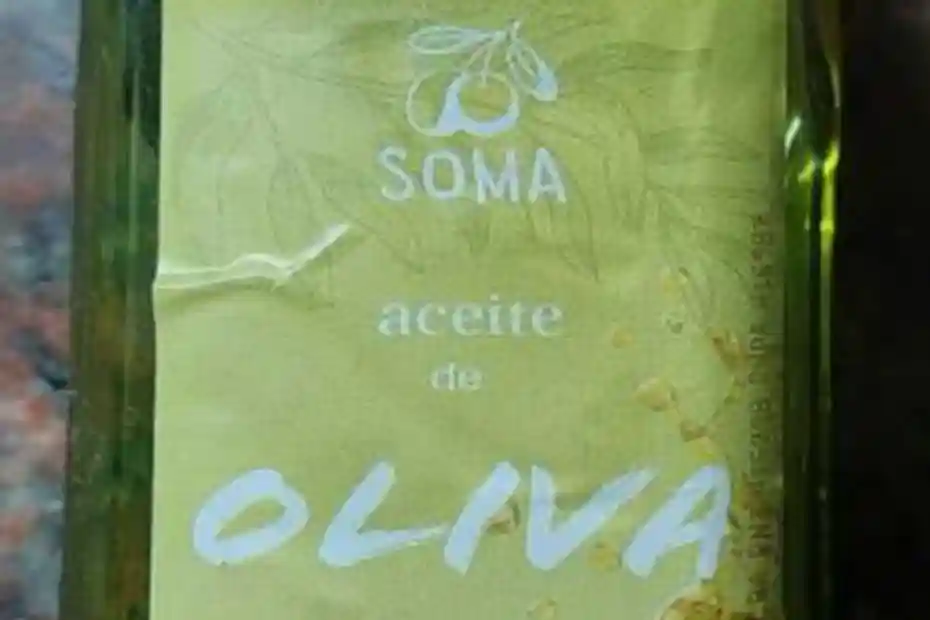 SOMA
aceite
de
OLIVA